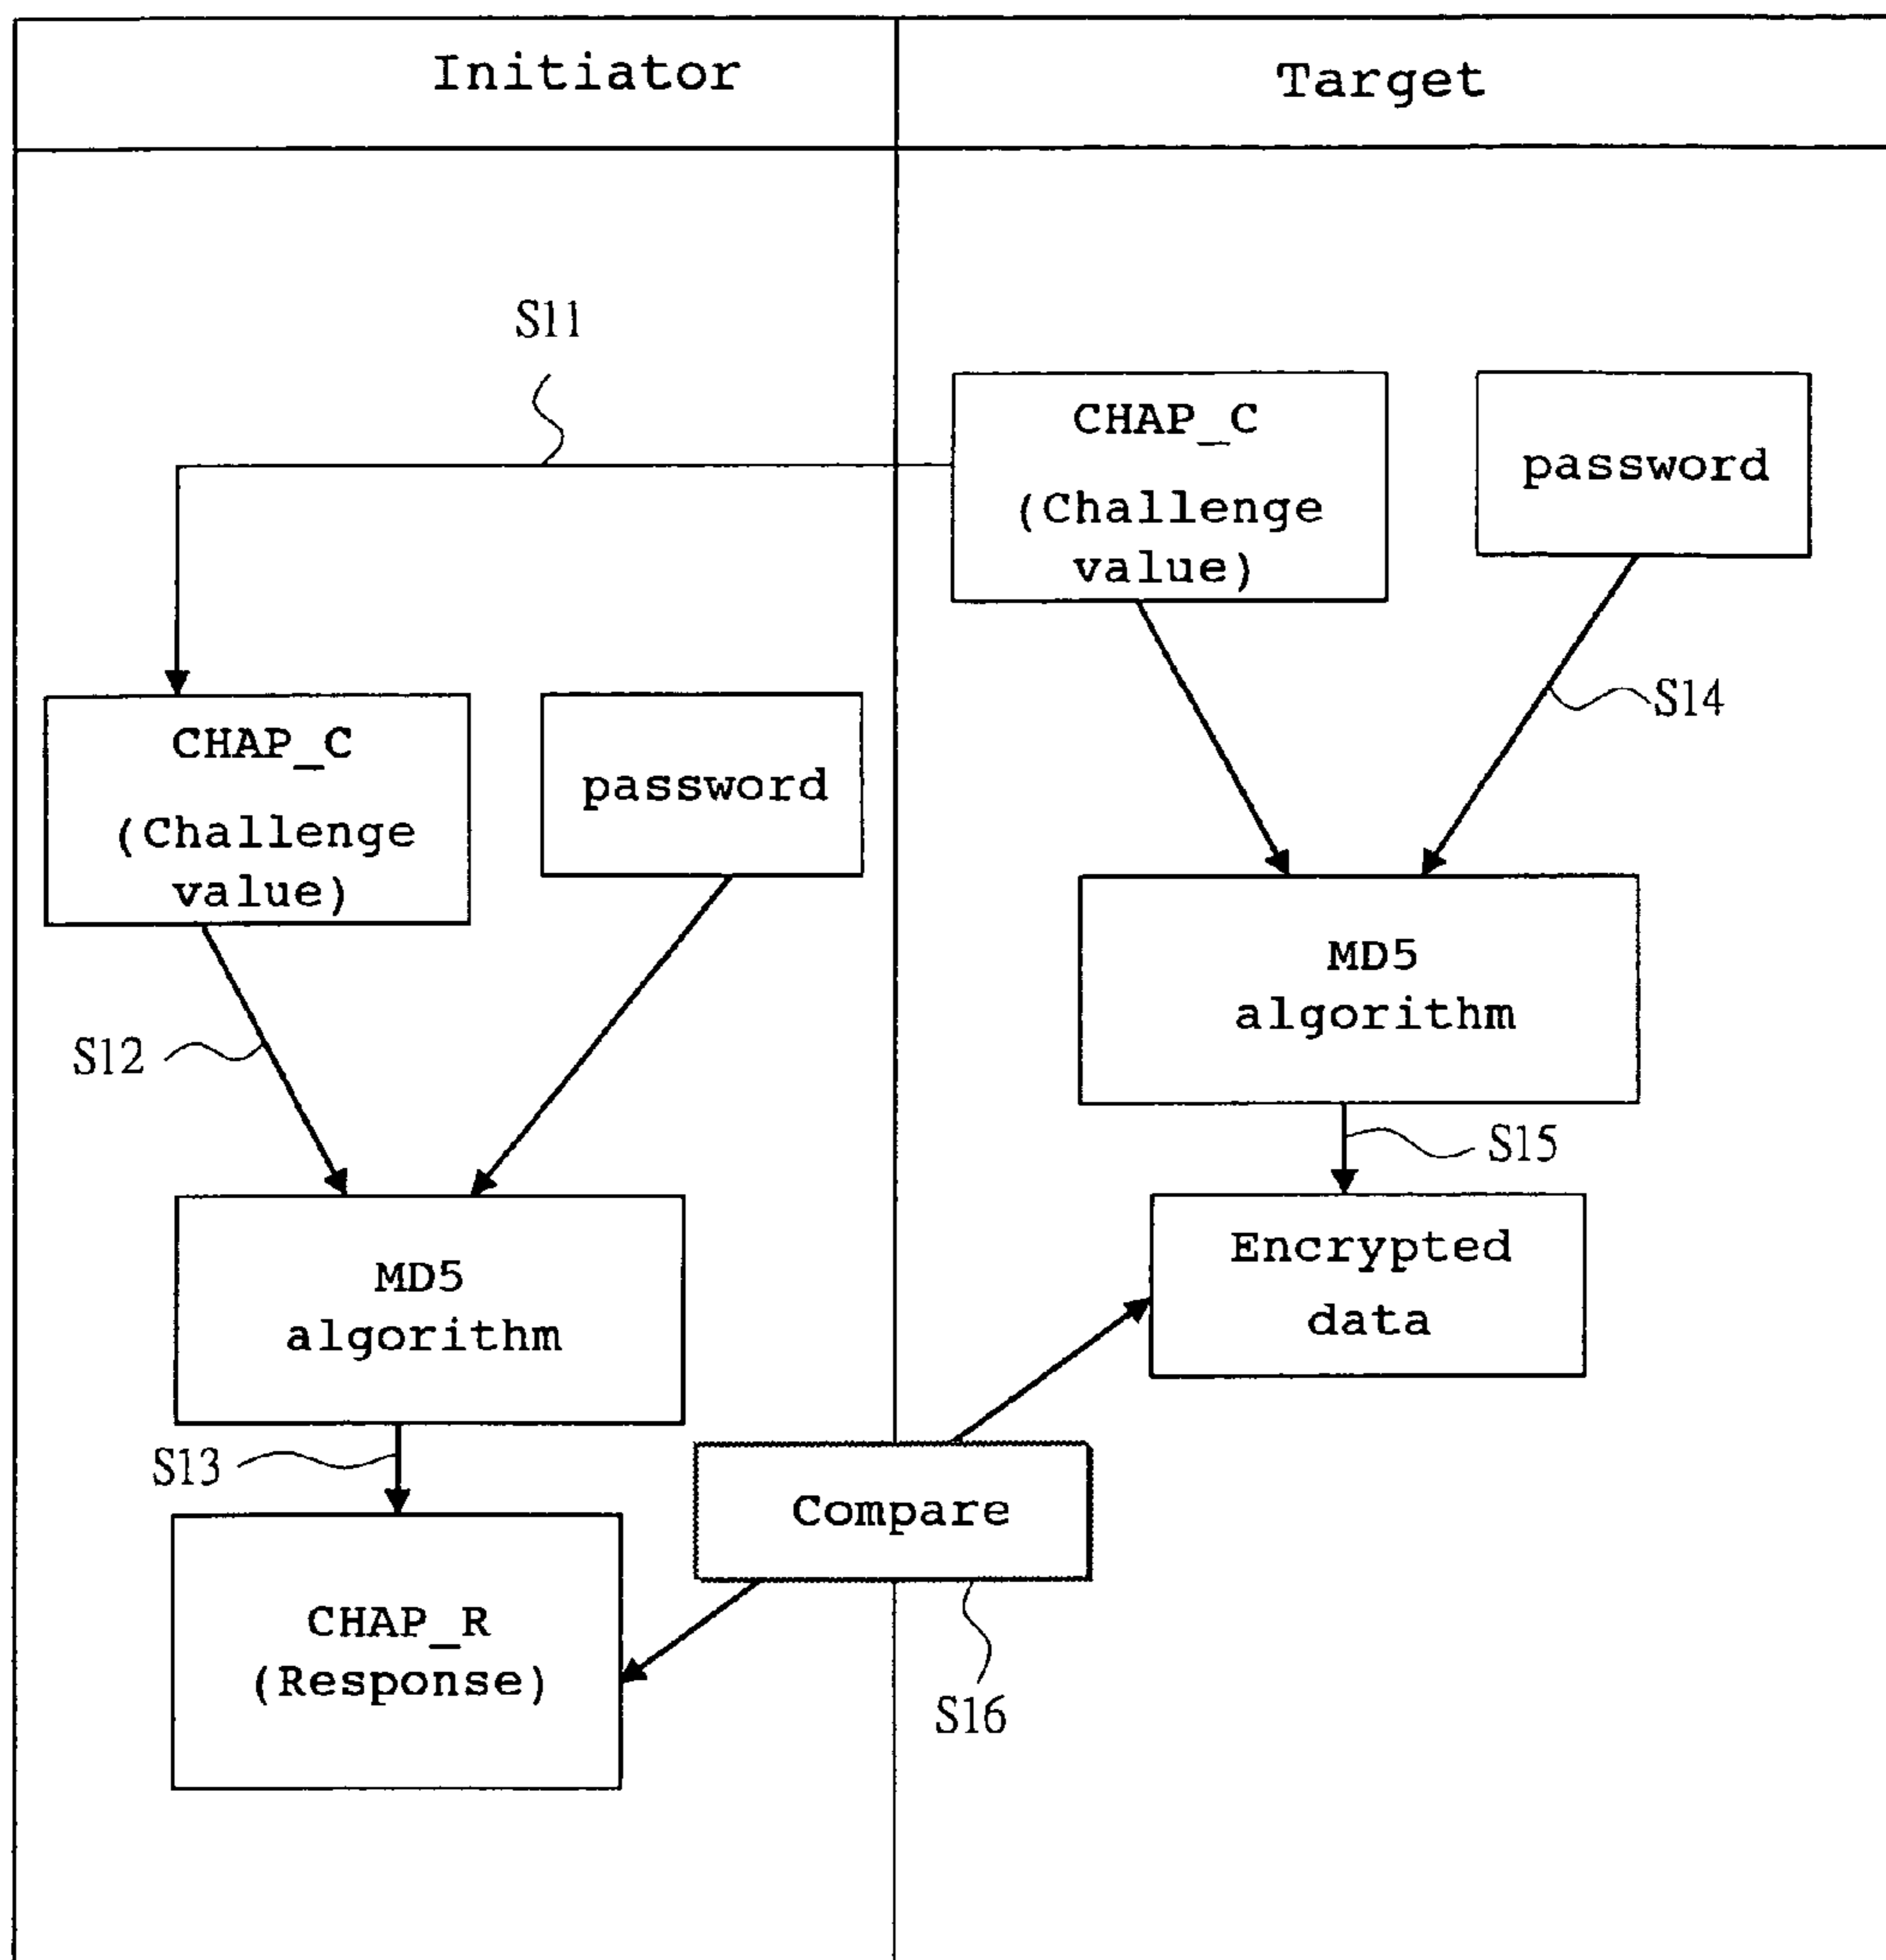 Initiator
Target
S11
CHAP_C
(Challenge
value)
password
S14
CHAP_C
(Challenge
value)
password
MD5
algorithm
S12
S15
MD5
algorithm
Encrypted
data
S13
Compare
CHAP_R
(Response)
S16